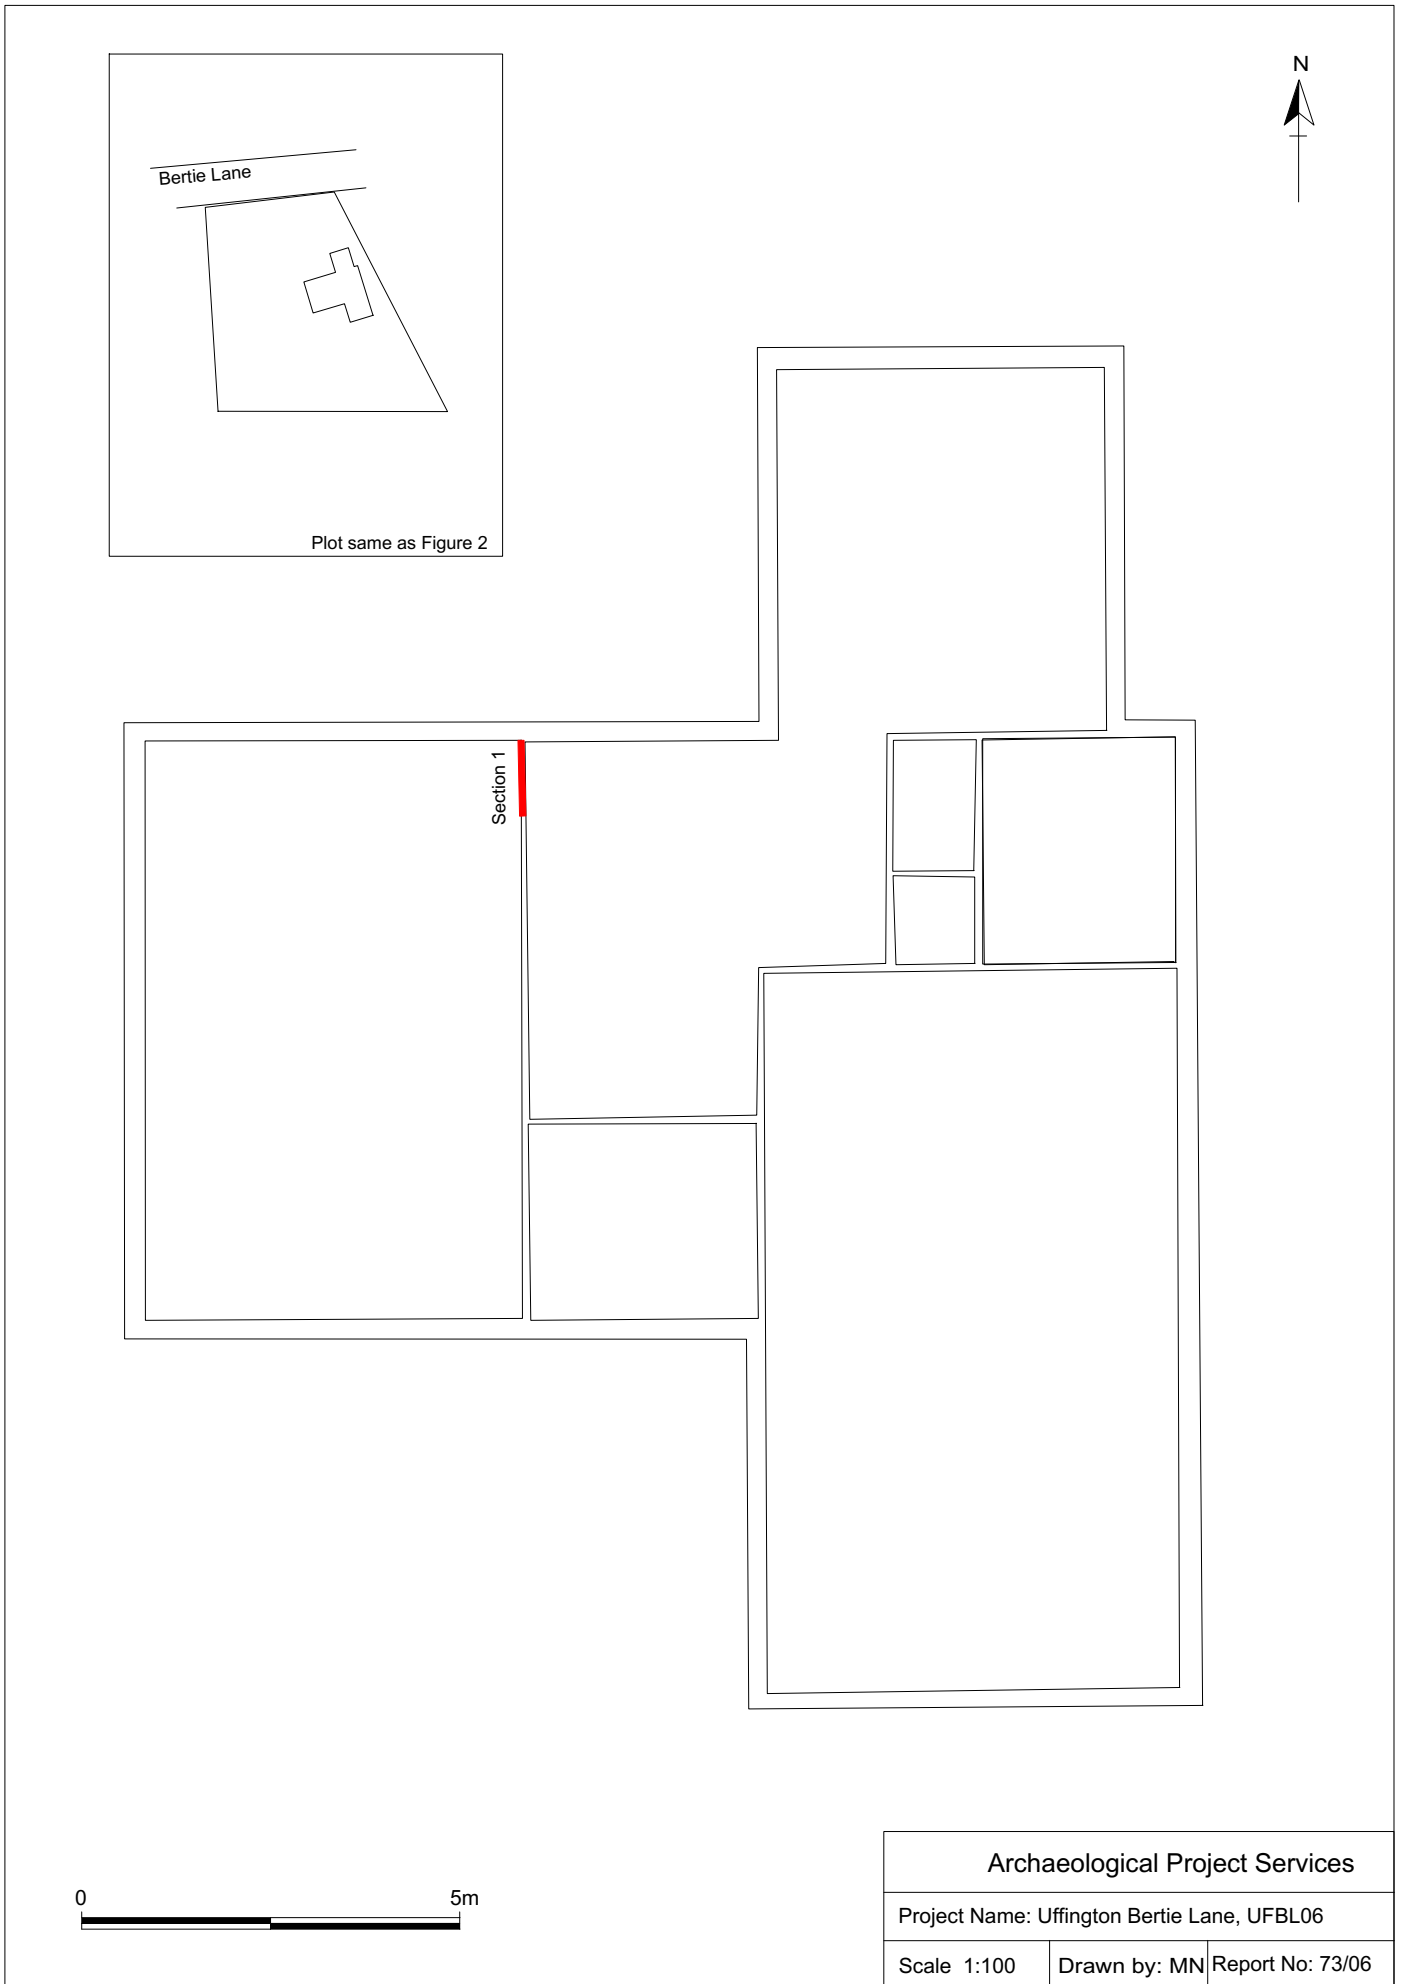 N
Bertie Lane
Plot same as Figure 2
Section 1
0 5m
Archaeological Project Services
Project Name: Uffington Bertie Lane, UFBL06
Scale 1:100 Drawn by: MN Report No: 73/06